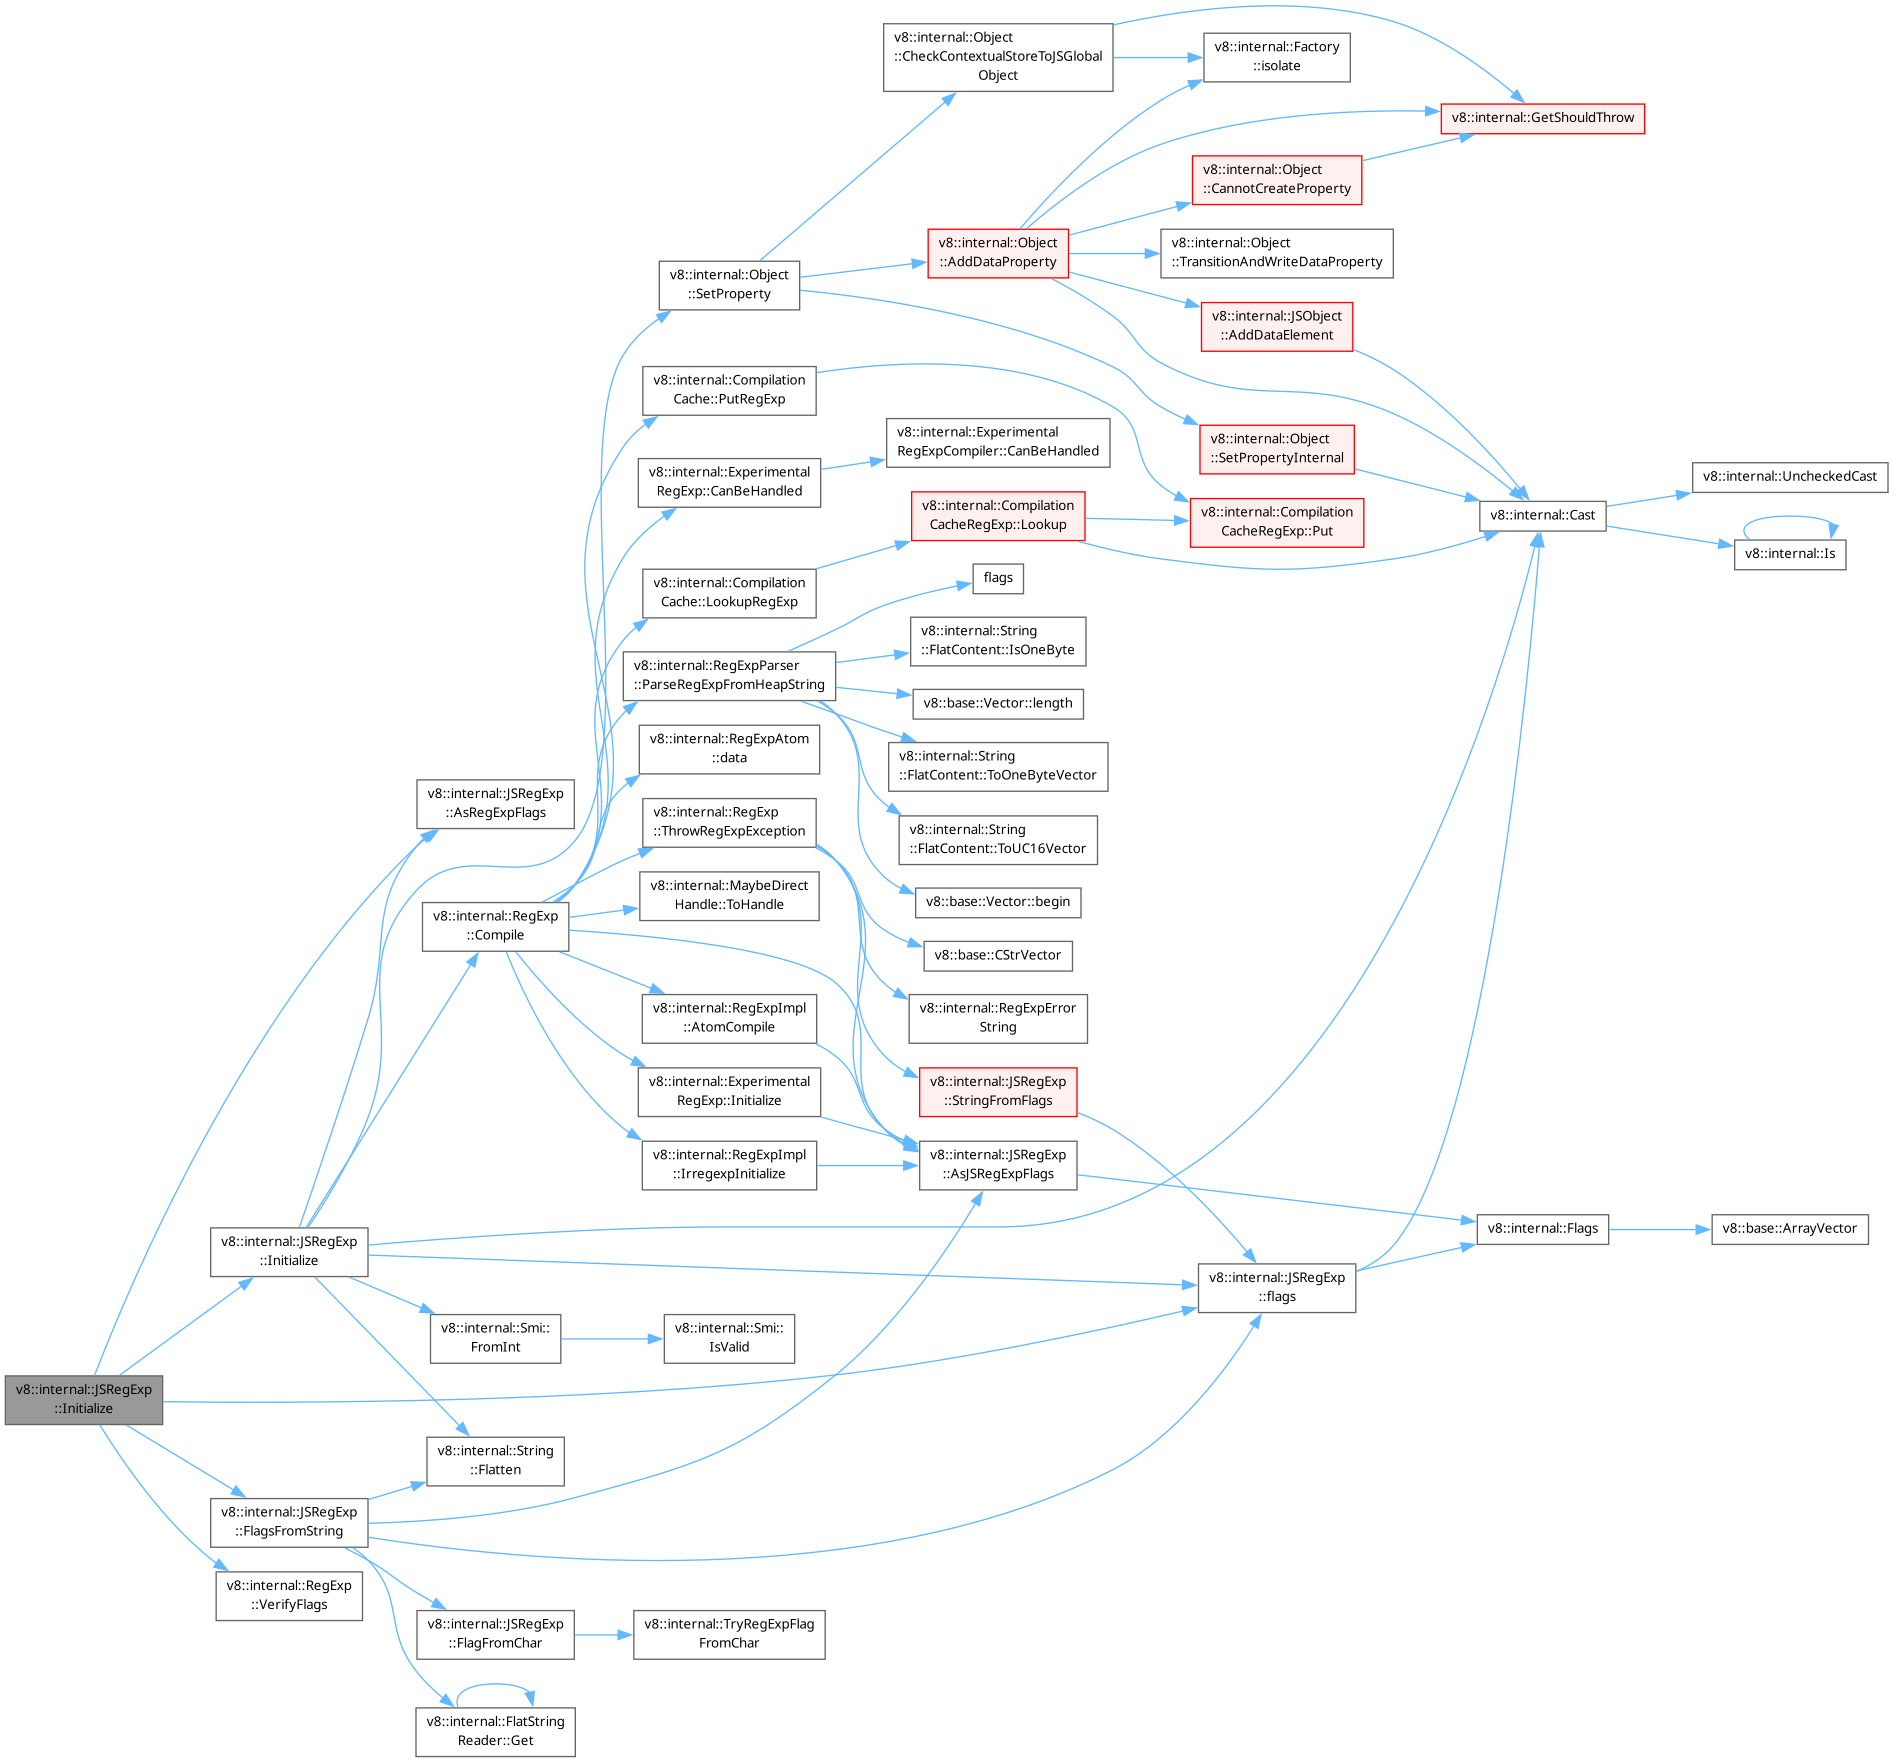 v8::internal::Object
::CheckContextualStoreToJSGlobal
Object
v8::internal::Factory
::isolate
v8::internal::GetShouldThrow
v8::internal::Object
::CannotCreateProperty
v8::internal::Object
::AddDataProperty
v8::internal::Object
::TransitionAndWriteDataProperty
v8::internal::Object
::SetProperty
v8::internal::JSObject
::AddDataElement
v8::internal::Compilation
Cache::PutRegExp
v8::internal::Experimental
RegExpCompiler::CanBeHandled
v8::internal::Object
::SetPropertyInternal
v8::internal::Experimental
RegExp::CanBeHandled
v8::internal::UncheckedCast
v8::internal::Compilation
CacheRegExp::Lookup
v8::internal::Compilation
CacheRegExp::Put
v8::internal::Cast
v8::internal::Is
v8::internal::Compilation
Cache::LookupRegExp
flags
v8::internal::String
::FlatContent::IsOneByte
v8::internal::RegExpParser
::ParseRegExpFromHeapString
v8::base::Vector::length
v8::internal::RegExpAtom
::data
v8::internal::String
::FlatContent::ToOneByteVector
v8::internal::JSRegExp
::AsRegExpFlags
v8::internal::RegExp
::ThrowRegExpException
v8::internal::String
::FlatContent::ToUC16Vector
v8::internal::MaybeDirect
Handle::ToHandle
v8::base::Vector::begin
v8::internal::RegExp
::Compile
v8::base::CStrVector
v8::internal::RegExpImpl
::AtomCompile
v8::internal::RegExpError
String
v8::internal::Experimental
RegExp::Initialize
v8::internal::JSRegExp
::StringFromFlags
v8::internal::RegExpImpl
::IrregexpInitialize
v8::internal::JSRegExp
::AsJSRegExpFlags
v8::internal::Flags
v8::base::ArrayVector
v8::internal::JSRegExp
::Initialize
v8::internal::JSRegExp
::flags
v8::internal::Smi::
FromInt
v8::internal::Smi::
IsValid
v8::internal::JSRegExp
::Initialize
v8::internal::String
::Flatten
v8::internal::JSRegExp
::FlagsFromString
v8::internal::RegExp
::VerifyFlags
v8::internal::JSRegExp
::FlagFromChar
v8::internal::TryRegExpFlag
FromChar
v8::internal::FlatString
Reader::Get